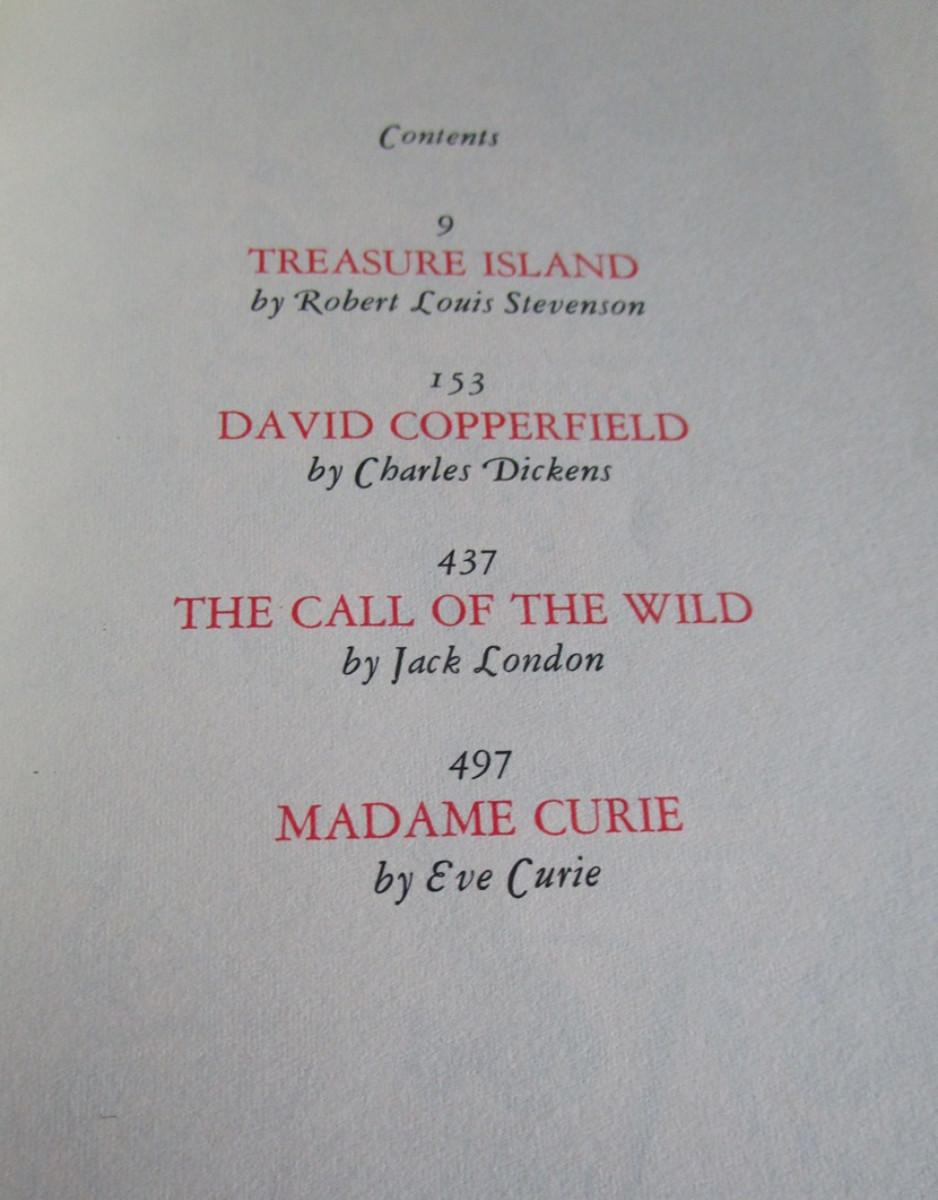 Contents
9
TREASURE ISLAND
by Robert Louis Stevenson
153
DAVID COPPERFIELD
by Charles Dickens
437
THE CALL OF THE WILD
by Jack London
497
MADAME CURIE
by Eve Curie